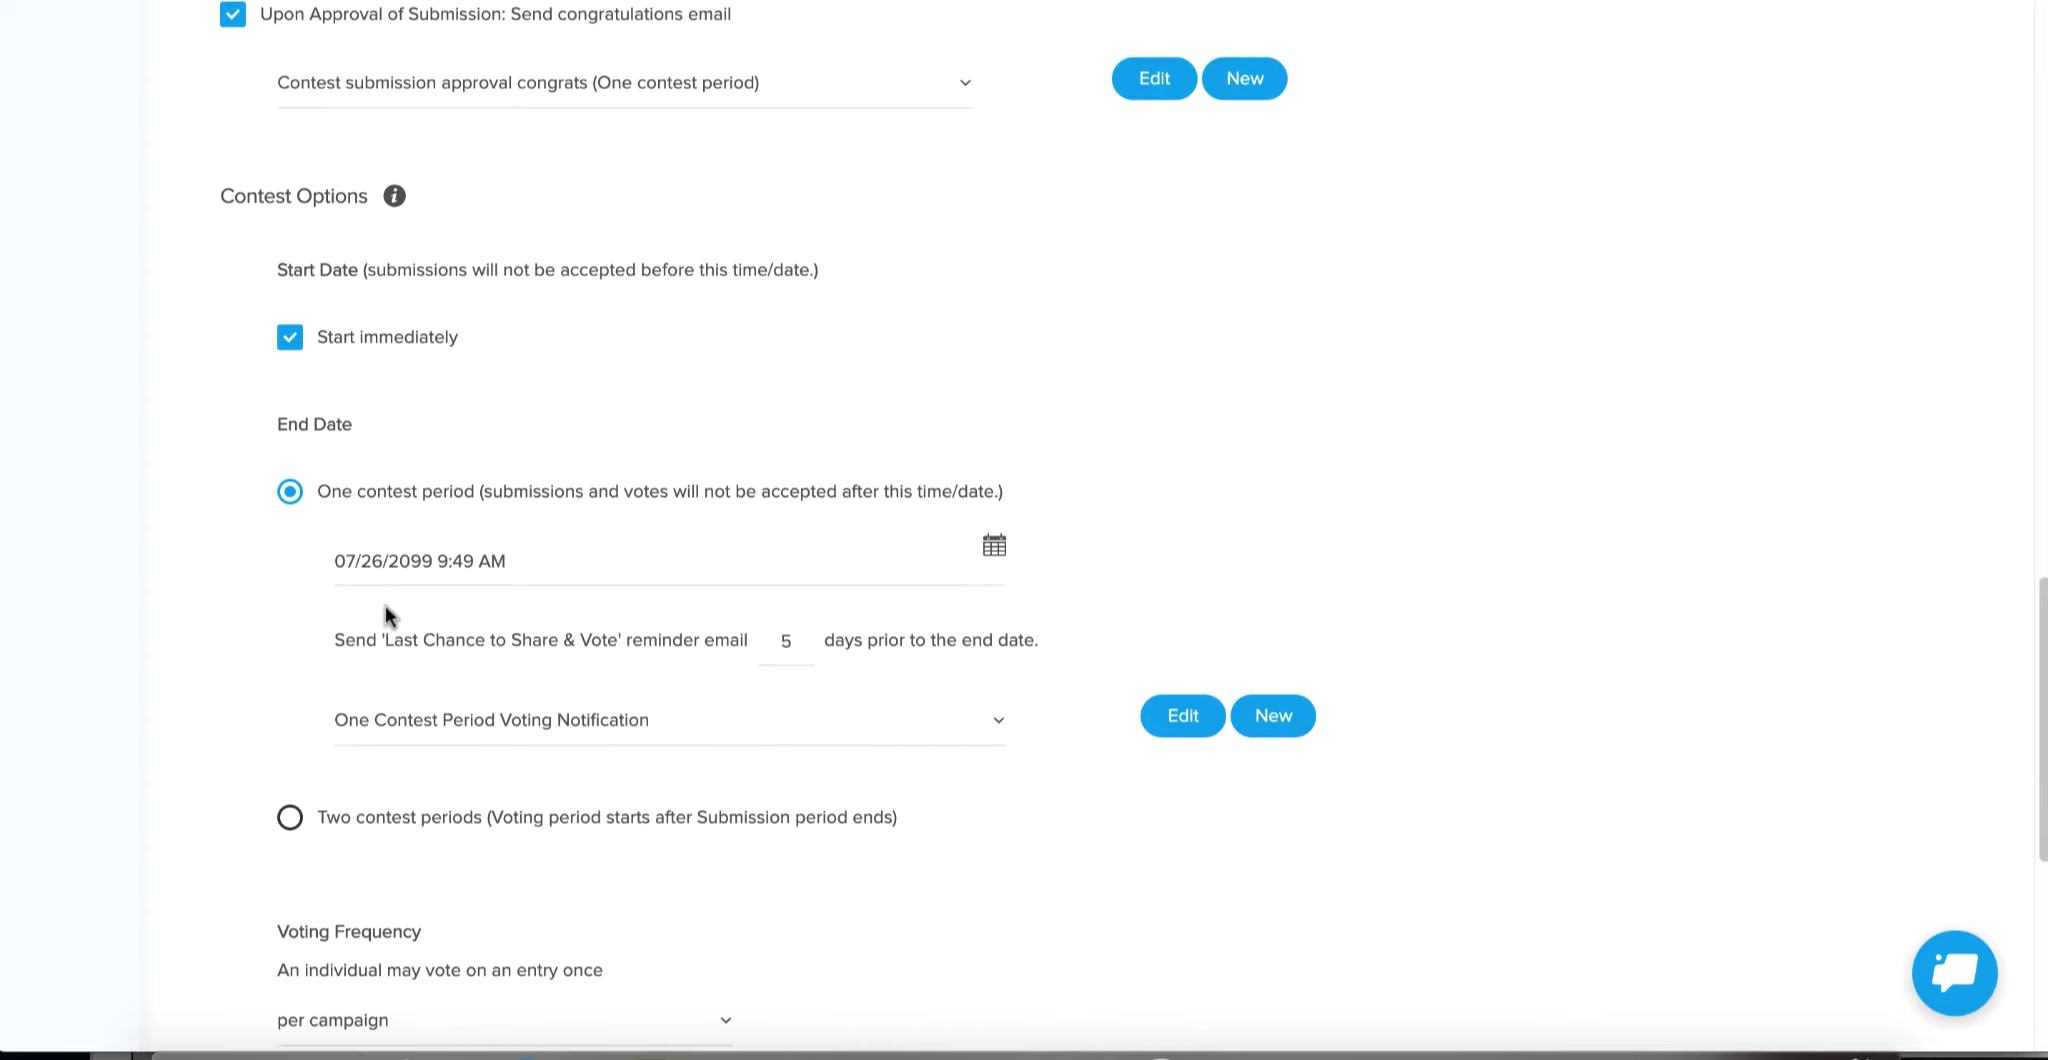 Upon Approval of Submission: Send congratulations email
Contest submission approval congrats (One contest period)
Edit
New
Contest Options
Start Date (submissions will not be accepted before this time/date.)
Start immediately
End Date
One contest period (submissions and votes will not be accepted after this time/date.)
07/26/2099 9:49 AM
Send 'Last Chance to Share & Vote' reminder email 5 days prior to the end date.
One Contest Period Voting Notification
Edit
New
Two contest periods (Voting period starts after Submission period ends)
Voting Frequency
An individual may vote on an entry once
per campaign